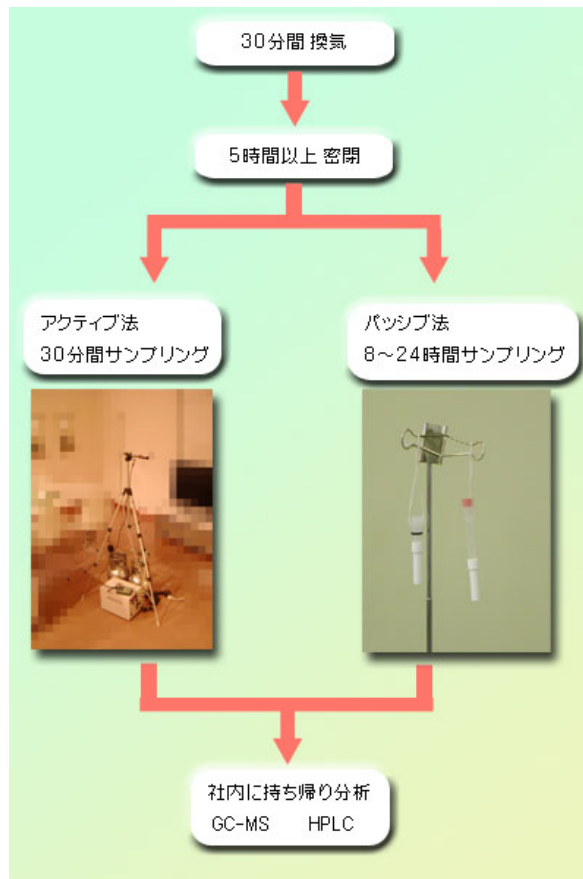 30分間 換気
5時間以上 密閉
アクティブ法
30分間サンプリング
パッシブ法
8～24時間サンプリング
社内に持ち帰り分析
GC-MS HPLC